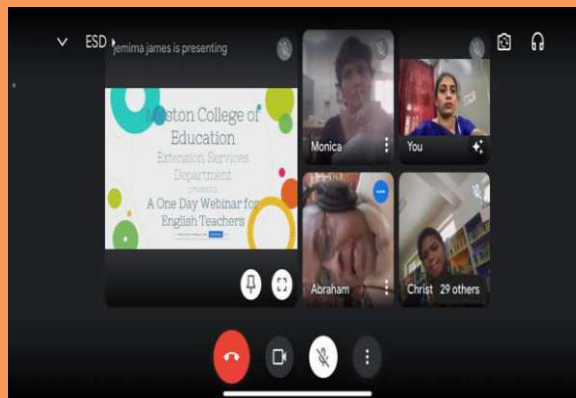 ESD
jemima james is presenting
Meston College of
Education
Extension Services
Department
presents
A One Day Webinar for
English Teachers
Monica
You
Abraham
Christ 29 others